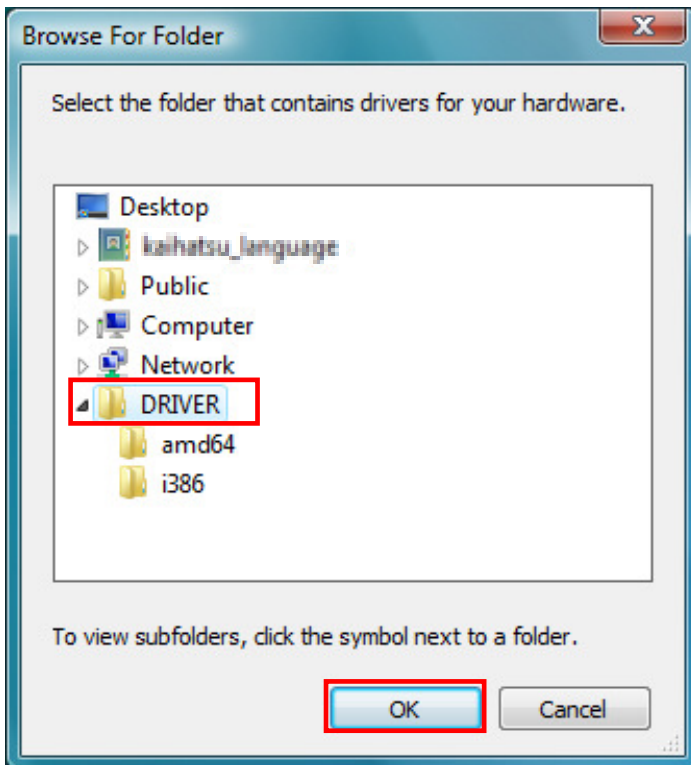 Browse For Folder
Select the folder that contains drivers for your hardware.
Desktop
kaihatsu_language
Public
Computer
Network
DRIVER
amd64
i386
To view subfolders, click the symbol next to a folder.
OK
Cancel